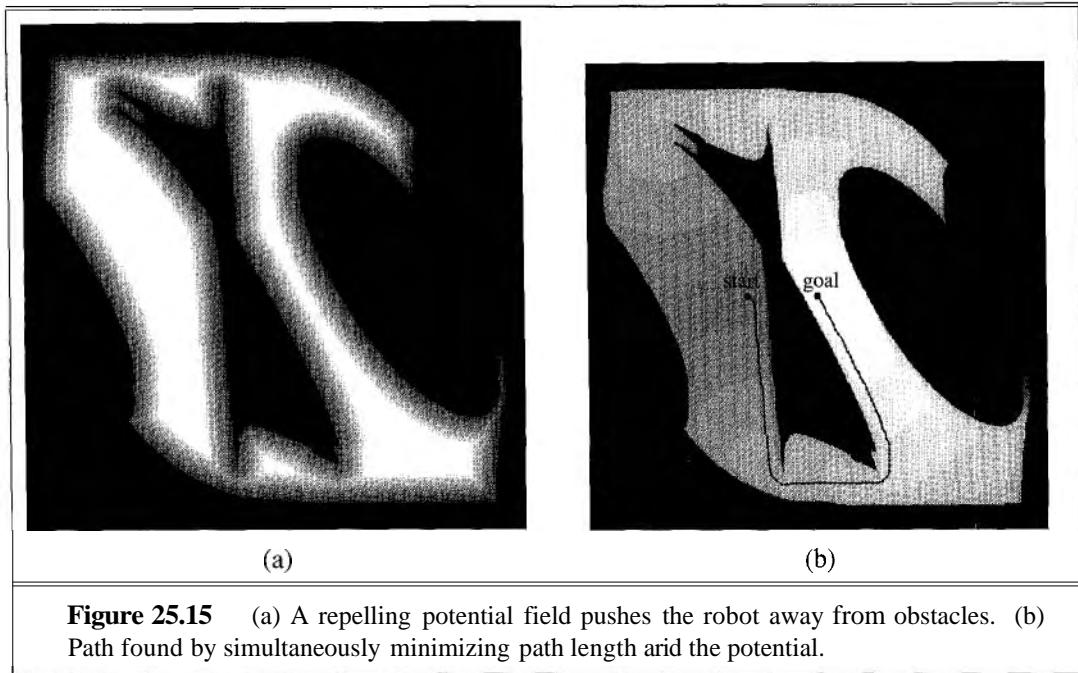 start
goal
(a)
(b)
Figure 25.15 (a) A repelling potential field pushes the robot away from obstacles. (b)
Path found by simultaneously minimizing path length arid the potential.